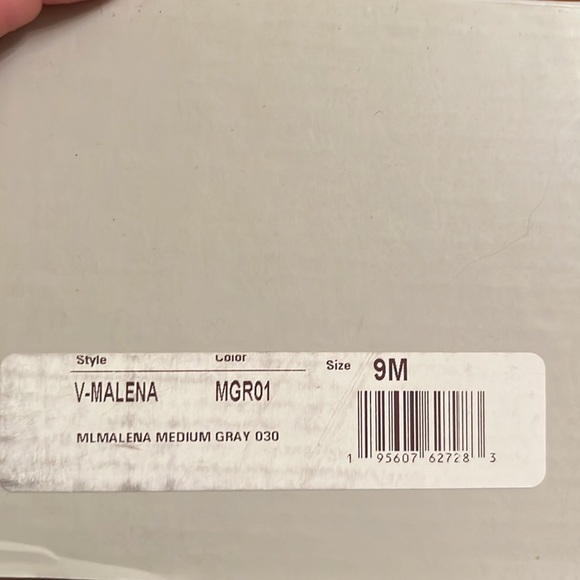 Style Color Size 9M
V-MALENA MGR01
MLMALENA MEDIUM GRAY 030
1 95607 62728 3